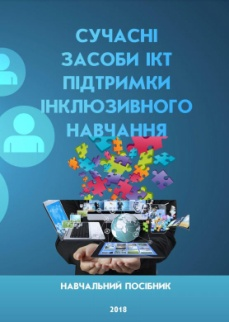 СУЧАСНІ
ЗАСОБИ ІКТ
ПІДТРИМКИ
ІНКЛЮЗИВНОГО
НАВЧАННЯ
НАВЧАЛЬНИЙ ПОСІБНИК
2018